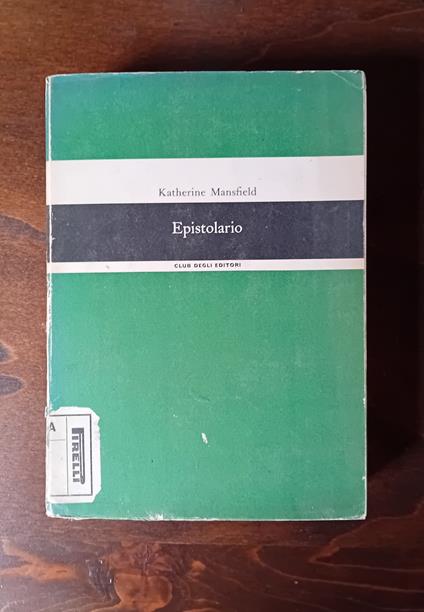 Katherine Mansfield
Epistolario
CLUB DEGLI EDITORI
A
PIRELLI